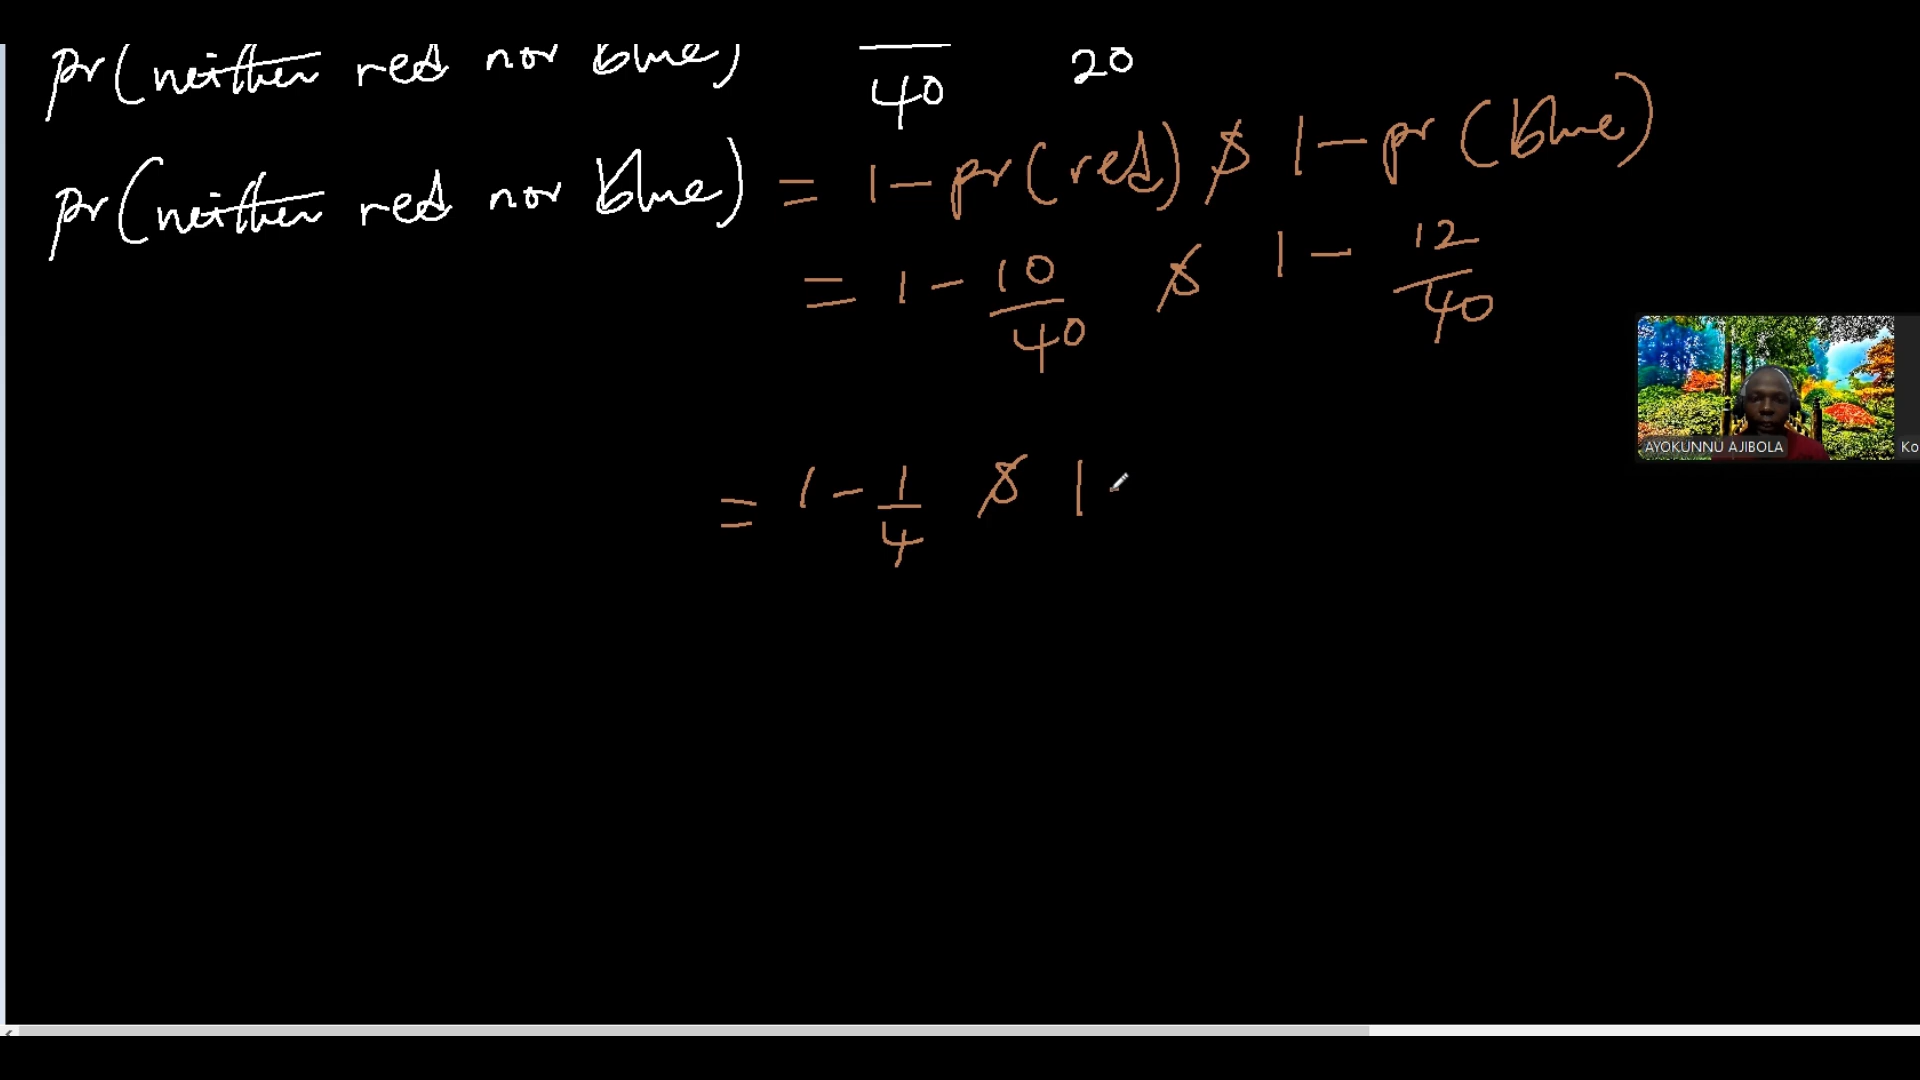 pr(neither red nor blue) 40 20
pr(neither red nor blue) = 1 - pr(red) & 1 - pr(blue)
= 1 - 10/40 & 1 - 12/40
= 1 - 1/4 & 1
AYOKUNNU AJIBOLA
Ko